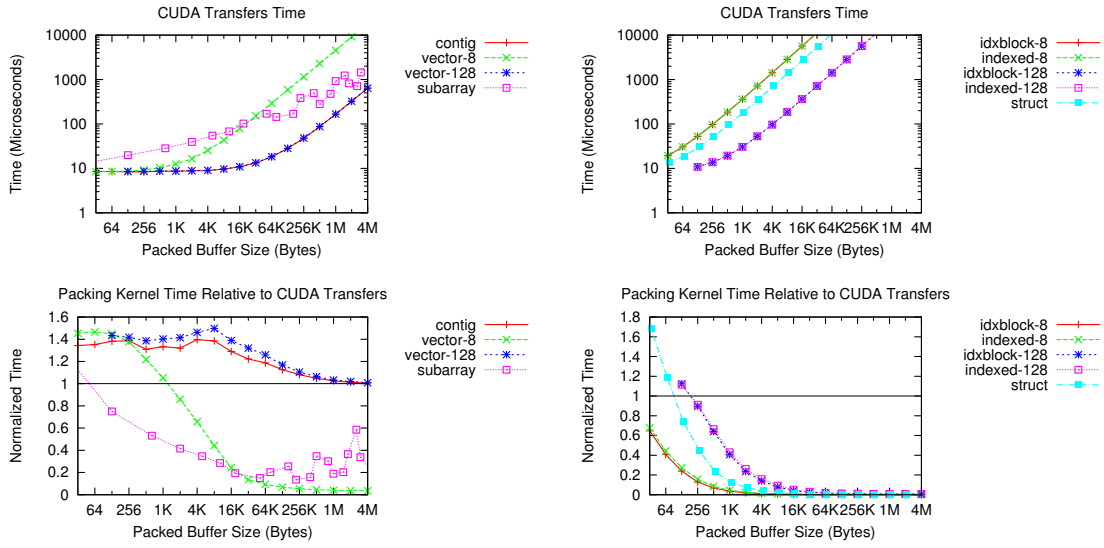 CUDA Transfers Time
10000
1000
100
10
1
Time (Microseconds)
64 256 1K 4K 16K 64K 256K 1M 4M
Packed Buffer Size (Bytes)
contig
vector-8
vector-128
subarray
CUDA Transfers Time
10000
1000
100
10
1
Time (Microseconds)
64 256 1K 4K 16K 64K 256K 1M 4M
Packed Buffer Size (Bytes)
idxblock-8
indexed-8
idxblock-128
indexed-128
struct
Packing Kernel Time Relative to CUDA Transfers
1.6
1.4
1.2
1
0.8
0.6
0.4
0.2
0
Normalized Time
64 256 1K 4K 16K 64K 256K 1M 4M
Packed Buffer Size (Bytes)
contig
vector-8
vector-128
subarray
Packing Kernel Time Relative to CUDA Transfers
1.8
1.6
1.4
1.2
1
0.8
0.6
0.4
0.2
0
Normalized Time
64 256 1K 4K 16K 64K 256K 1M 4M
Packed Buffer Size (Bytes)
idxblock-8
indexed-8
idxblock-128
indexed-128
struct